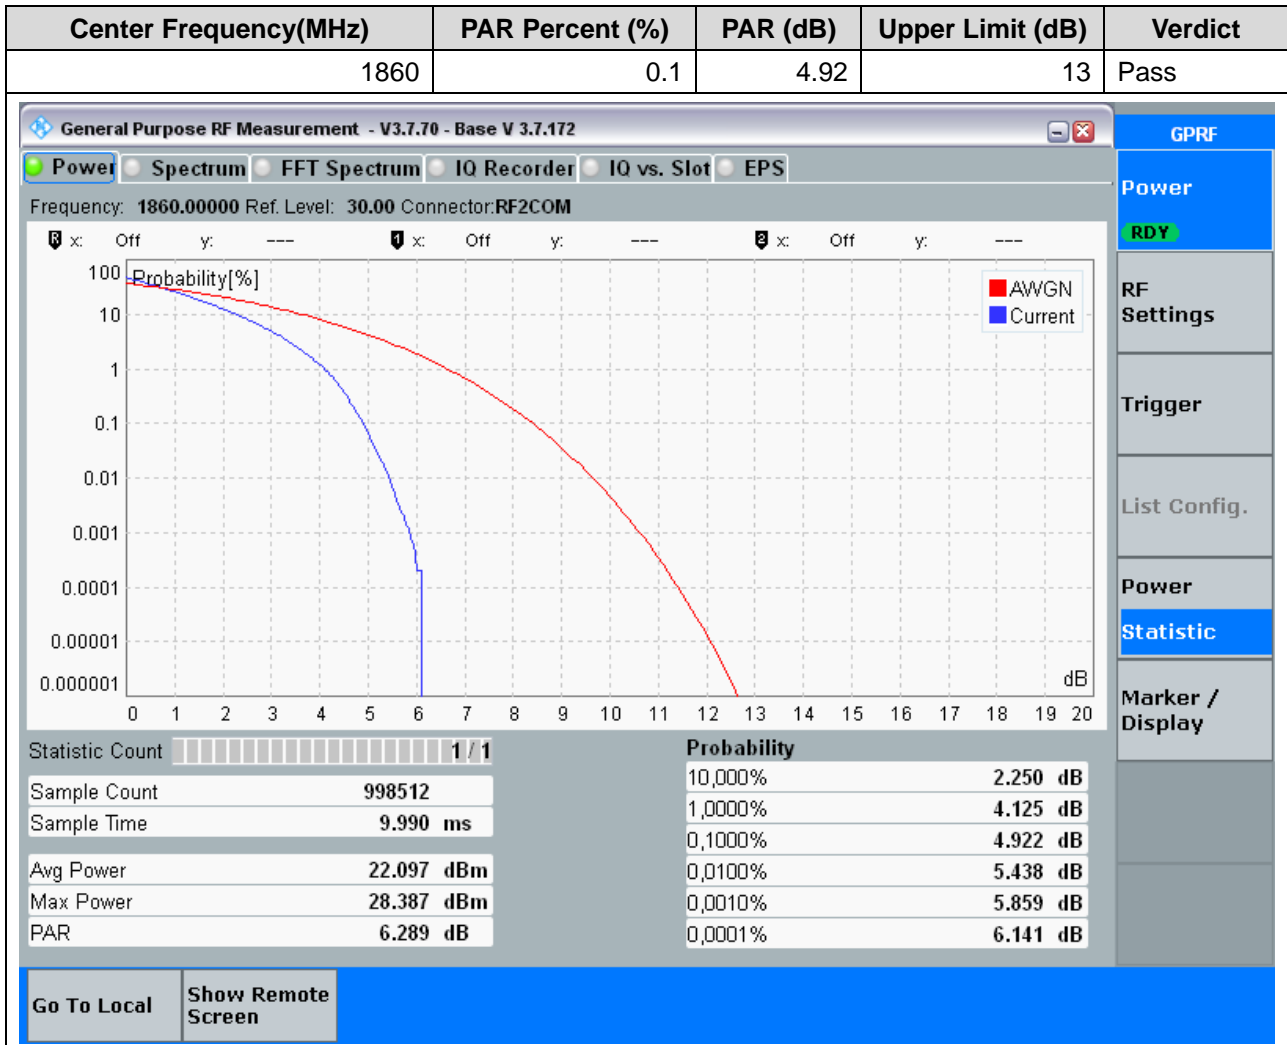 Center Frequency(MHz) PAR Percent (%) PAR (dB) Upper Limit (dB) Verdict
1860 0.1 4.92 13 Pass
General Purpose RF Measurement - V3.7.70 - Base V 3.7.172
GPRF
Power Spectrum FFT Spectrum IQ Recorder IQ vs. Slot EPS
Power
RDY
Frequency: 1860.00000 Ref. Level: 30.00 Connector:RF2COM
R x: Off y: --- 1 x: Off y: --- 2 x: Off y: ---
Probability[%]
100
10
1
0.1
0.01
0.001
0.0001
0.00001
0.000001
AWGN
Current
dB
0 1 2 3 4 5 6 7 8 9 10 11 12 13 14 15 16 17 18 19 20
RF
Settings
Trigger
List Config.
Power
Statistic
Marker /
Display
Statistic Count 1 / 1
Sample Count 998512
Sample Time 9.990 ms
Avg Power 22.097 dBm
Max Power 28.387 dBm
PAR 6.289 dB
Probability
10,000% 2.250 dB
1,0000% 4.125 dB
0,1000% 4.922 dB
0,0100% 5.438 dB
0,0010% 5.859 dB
0,0001% 6.141 dB
Go To Local
Show Remote
Screen